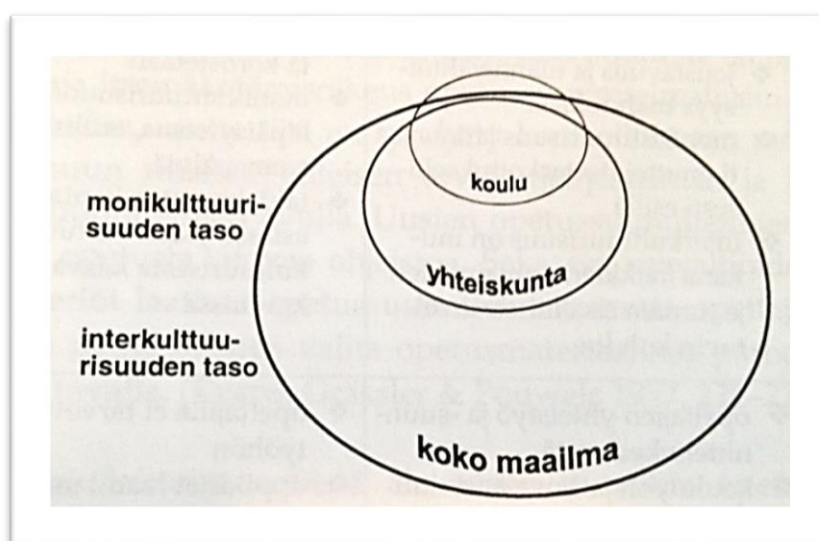 koulu
monikulttuuri-
suuden taso
yhteiskunta
interkulttuu-
risuuden taso
koko maailma